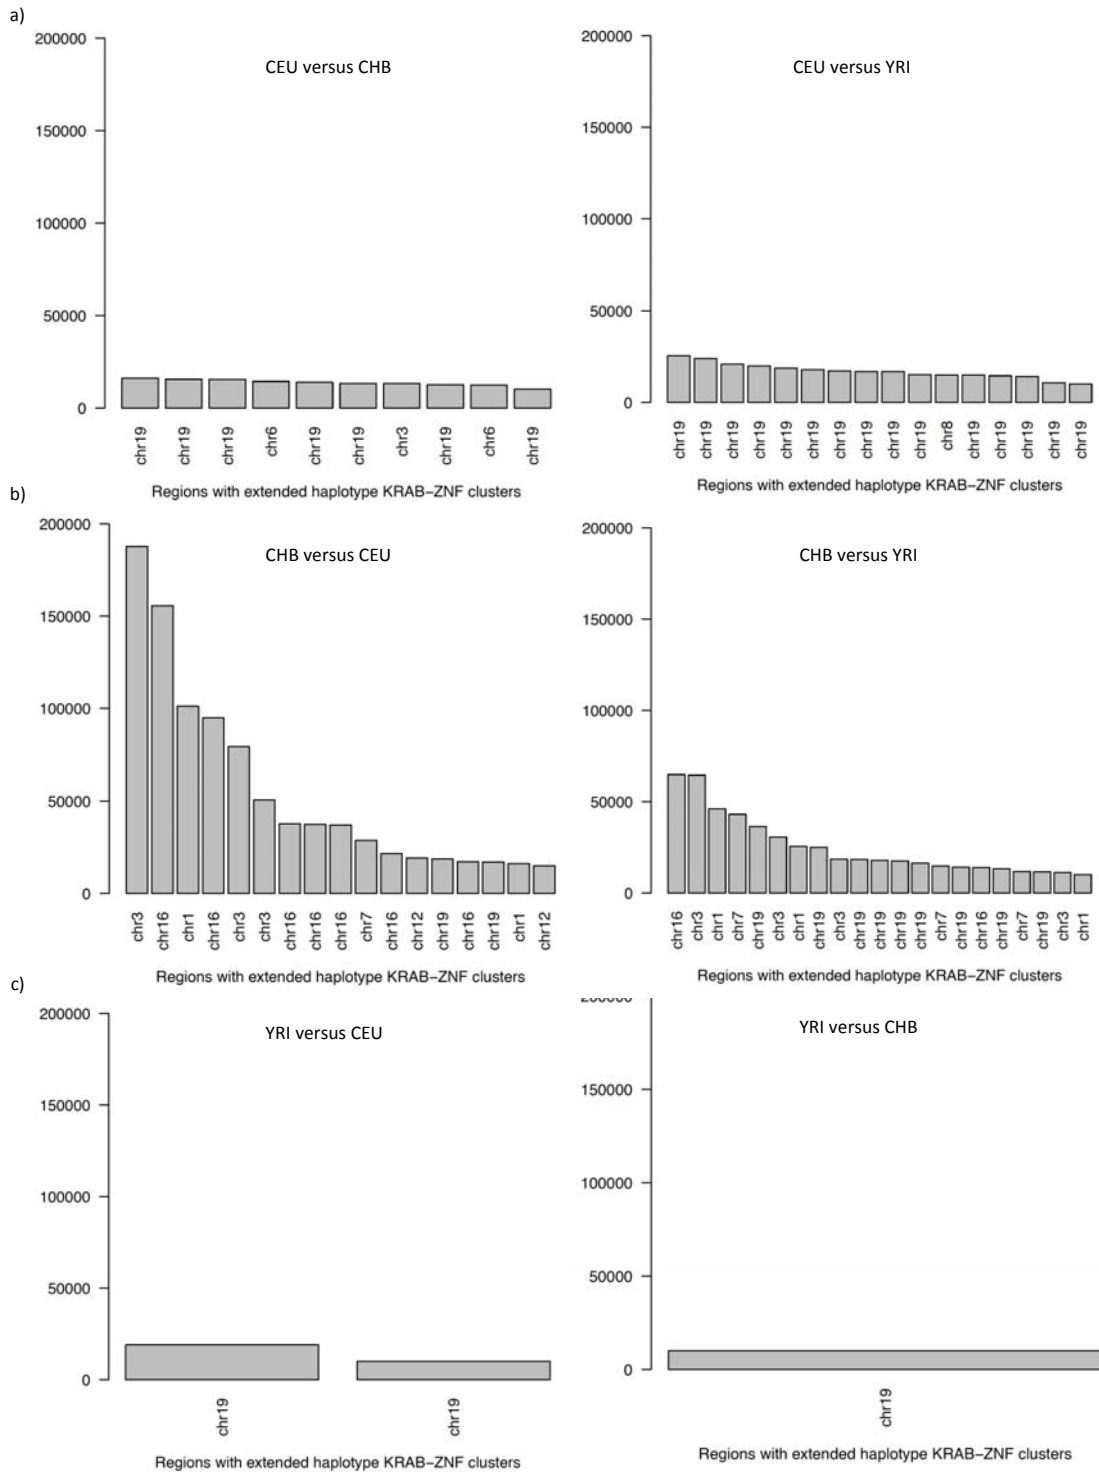 a)
CEU versus CHB
200000
150000
100000
50000
0
chr19
chr19
chr19
chr6
chr19
chr19
chr3
chr19
chr6
chr19
Regions with extended haplotype KRAB−ZNF clusters
CEU versus YRI
200000
150000
100000
50000
0
chr19
chr19
chr19
chr19
chr19
chr19
chr19
chr19
chr19
chr19
chr8
chr19
chr19
chr19
chr19
chr19
Regions with extended haplotype KRAB−ZNF clusters
b)
CHB versus CEU
200000
150000
100000
50000
0
chr3
chr16
chr1
chr16
chr3
chr3
chr16
chr16
chr16
chr7
chr16
chr12
chr19
chr16
chr19
chr1
chr12
Regions with extended haplotype KRAB−ZNF clusters
CHB versus YRI
200000
150000
100000
50000
0
chr16
chr3
chr1
chr7
chr19
chr3
chr1
chr19
chr3
chr19
chr19
chr19
chr19
chr7
chr19
chr16
chr19
chr7
chr19
chr3
chr1
Regions with extended haplotype KRAB−ZNF clusters
c)
YRI versus CEU
200000
150000
100000
50000
0
chr19
chr19
Regions with extended haplotype KRAB−ZNF clusters
YRI versus CHB
150000
100000
50000
0
chr19
Regions with extended haplotype KRAB−ZNF clusters